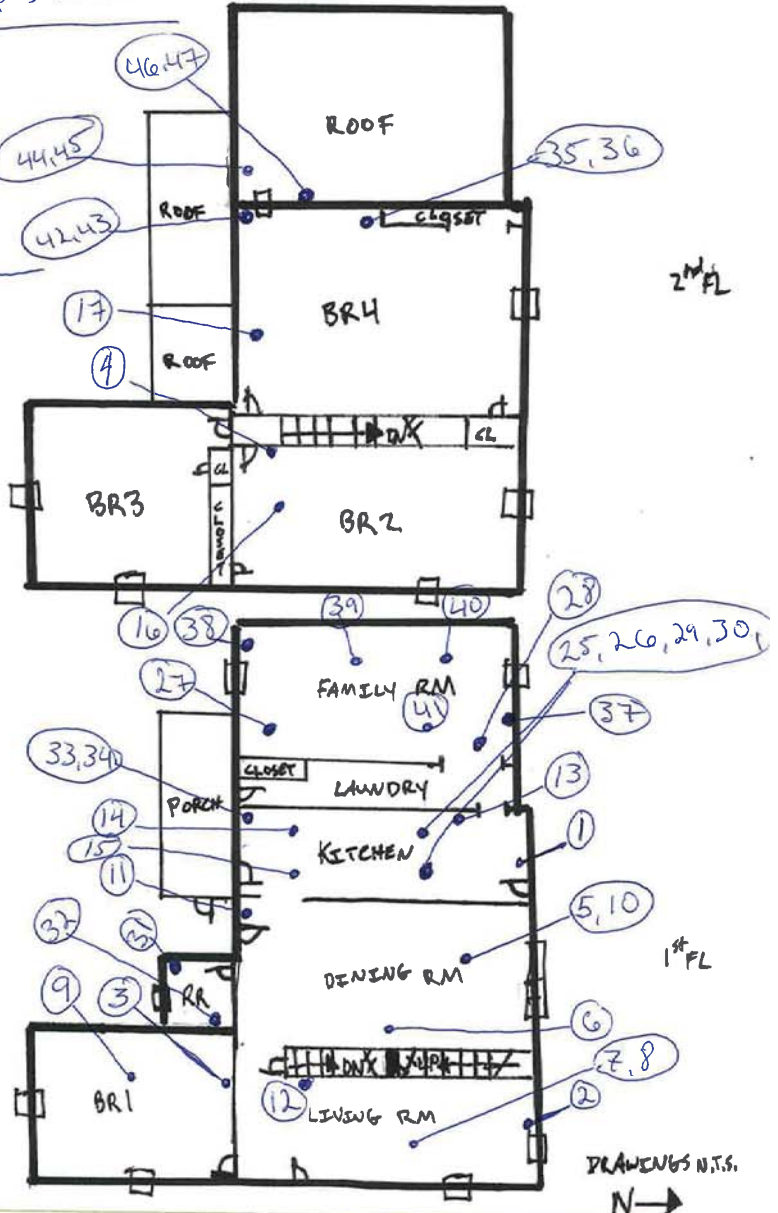 46,47
ROOF
44,45
35,36
ROOF
CLOSET
42,43
2nd FL
17
BR4
ROOF
4
DN
CL
BR3
CL
CLOSET
BR2
16
38
39
40
28
25, 26, 29, 30,
FAMILY RM
27
41
37
33,34
CLOSET
LAUNDRY
13
PORCH
14
KITCHEN
1
15
11
5,10
31
32
DINING RM
1st FL
9
3
RR
6
DN
UP
7,8
BR1
12
LIVING RM
2
DRAWINGS N.T.S.
N